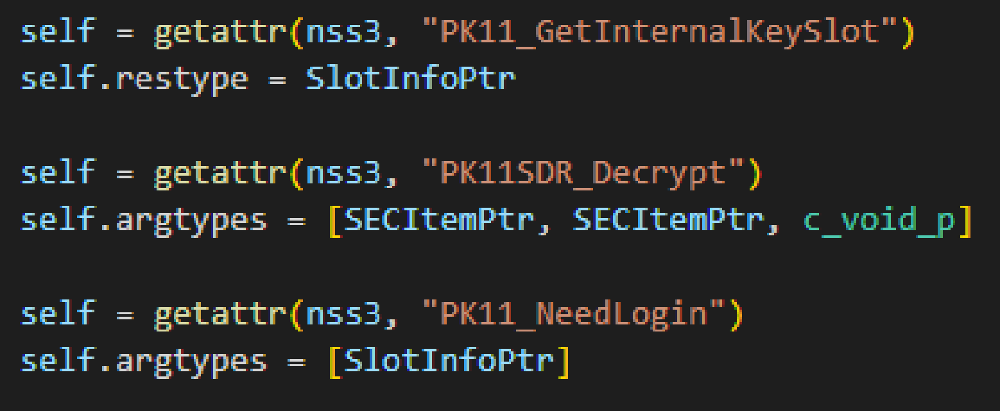 self = getattr(nss3, "PK11_GetInternalKeySlot")
self.restype = SlotInfoPtr
self = getattr(nss3, "PK11SDR_Decrypt")
self.argtypes = [SECItemPtr, SECItemPtr, c_void_p]
self = getattr(nss3, "PK11_NeedLogin")
self.argtypes = [SlotInfoPtr]